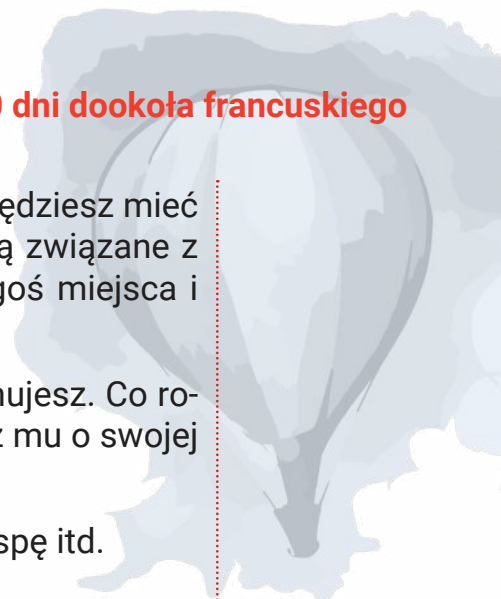 0 dni dookoła francuskiego
ędziesz mieć
ą związane z
goś miejsca i
nujesz. Co ro-
z mu o swojej
spę itd.